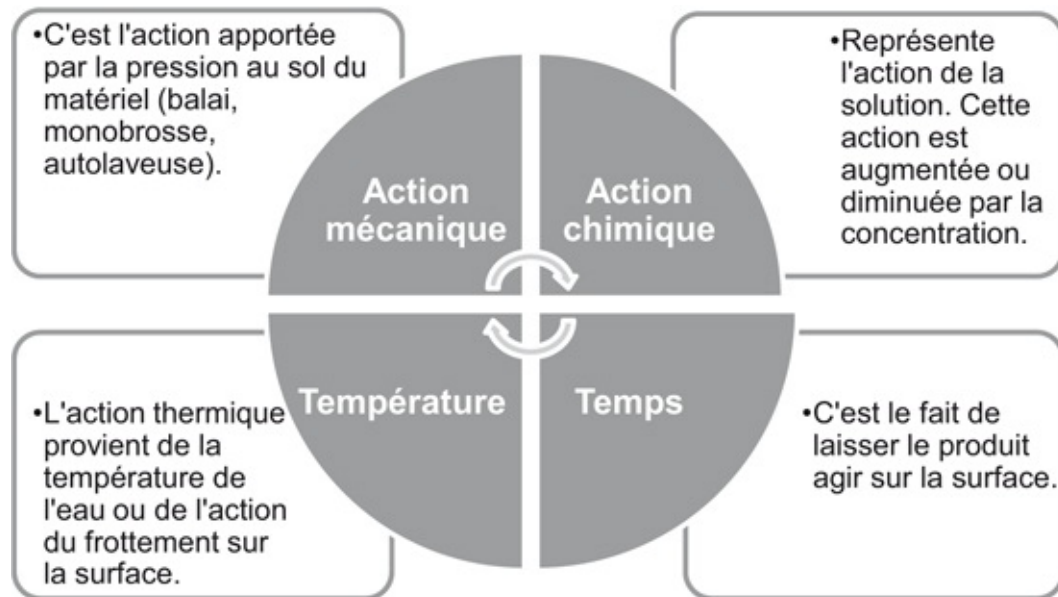 •C'est l'action apportée
par la pression au sol du
matériel (balai,
monobrosse,
autolaveuse).
Action
mécanique
Action
chimique
•Représente
l'action de la
solution. Cette
action est
augmentée ou
diminuée par la
concentration.
•L'action thermique
provient de la
température de
l'eau ou de l'action
du frottement sur
la surface.
Température
Temps
•C'est le fait de
laisser le produit
agir sur la surface.